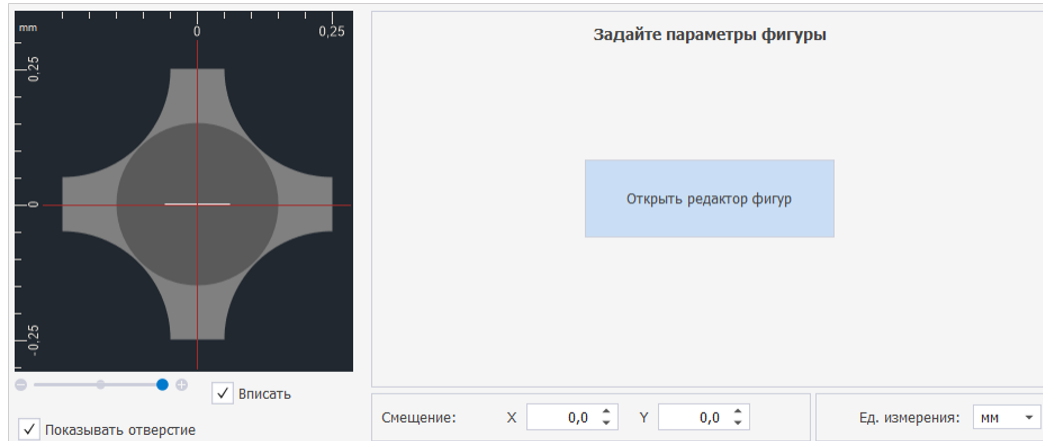 mm
0
0,25
0,25
0
-0,25
Задайте параметры фигуры
Открыть редактор фигур
Вписать
Показывать отверстие
Смещение: X 0,0 Y 0,0
Ед. измерения: мм